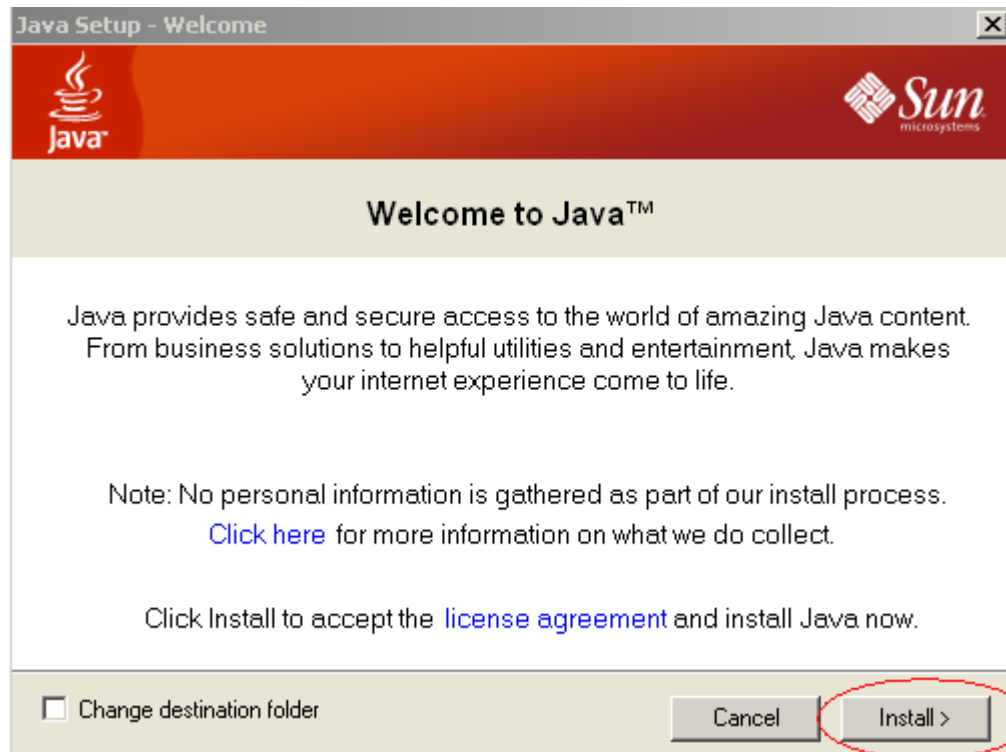 Java Setup - Welcome
Java™
Sun
microsystems
Welcome to Java™
Java provides safe and secure access to the world of amazing Java content.
From business solutions to helpful utilities and entertainment, Java makes
your internet experience come to life.
Note: No personal information is gathered as part of our install process.
Click here for more information on what we do collect.
Click Install to accept the license agreement and install Java now.
Change destination folder
Cancel
Install >